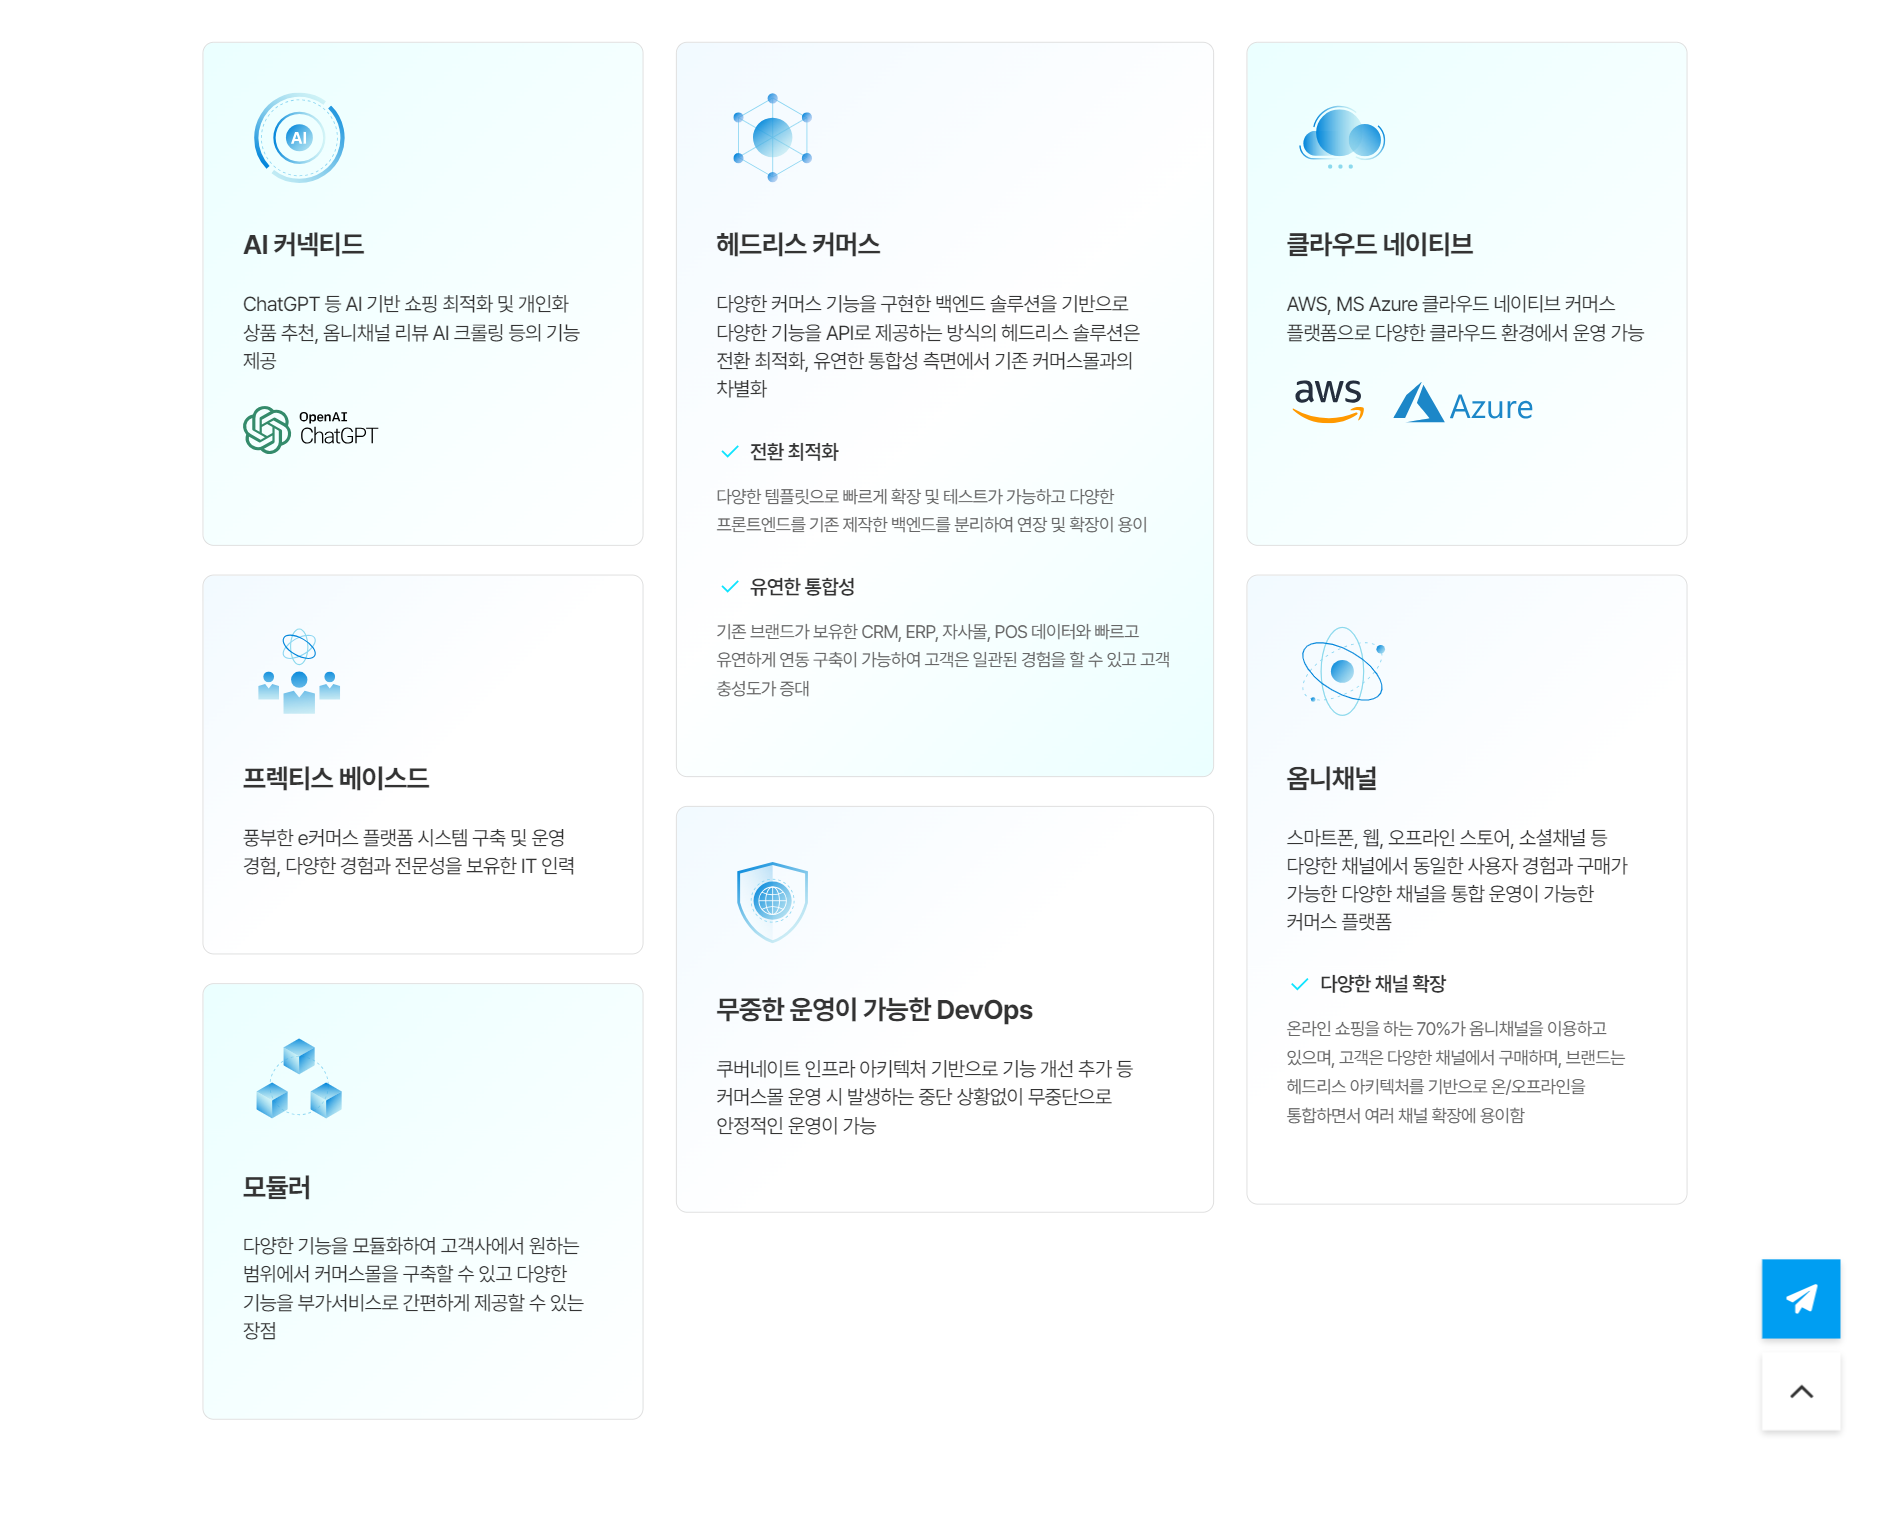 AI
AI 커넥티드
ChatGPT 등 AI 기반 쇼핑 최적화 및 개인화
상품 추천, 옴니채널 리뷰 AI 크롤링 등의 기능
제공
OpenAI
ChatGPT
프렉티스 베이스드
풍부한 e커머스 플랫폼 시스템 구축 및 운영
경험, 다양한 경험과 전문성을 보유한 IT 인력
모듈러
다양한 기능을 모듈화하여 고객사에서 원하는
범위에서 커머스몰을 구축할 수 있고 다양한
기능을 부가서비스로 간편하게 제공할 수 있는
장점
헤드리스 커머스
다양한 커머스 기능을 구현한 백엔드 솔루션을 기반으로
다양한 기능을 API로 제공하는 방식의 헤드리스 솔루션은
전환 최적화, 유연한 통합성 측면에서 기존 커머스몰과의
차별화
전환 최적화
다양한 템플릿으로 빠르게 확장 및 테스트가 가능하고 다양한
프론트엔드를 기존 제작한 백엔드를 분리하여 연장 및 확장이 용이
유연한 통합성
기존 브랜드가 보유한 CRM, ERP, 자사몰, POS 데이터와 빠르고
유연하게 연동 구축이 가능하여 고객은 일관된 경험을 할 수 있고 고객
충성도가 증대
무중한 운영이 가능한 DevOps
쿠버네이트 인프라 아키텍처 기반으로 기능 개선 추가 등
커머스몰 운영 시 발생하는 중단 상황없이 무중단으로
안정적인 운영이 가능
클라우드 네이티브
AWS, MS Azure 클라우드 네이티브 커머스
플랫폼으로 다양한 클라우드 환경에서 운영 가능
aws
Azure
옴니채널
스마트폰, 웹, 오프라인 스토어, 소셜채널 등
다양한 채널에서 동일한 사용자 경험과 구매가
가능한 다양한 채널을 통합 운영이 가능한
커머스 플랫폼
다양한 채널 확장
온라인 쇼핑을 하는 70%가 옴니채널을 이용하고
있으며, 고객은 다양한 채널에서 구매하며, 브랜드는
헤드리스 아키텍처를 기반으로 온/오프라인을
통합하면서 여러 채널 확장에 용이함